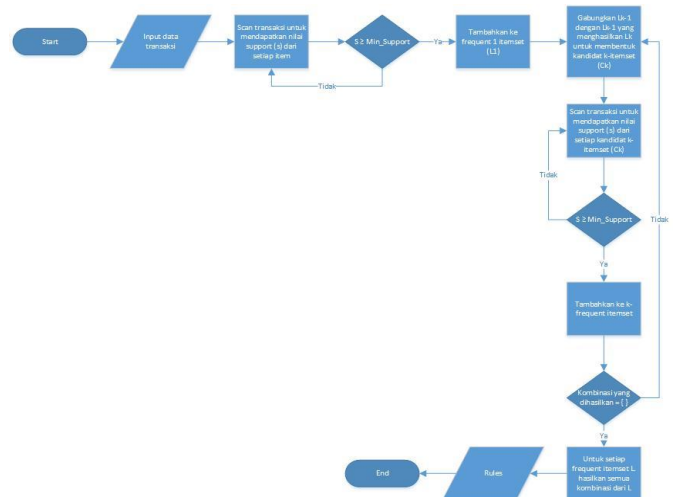 Start
Input data
transaksi
Scan transaksi untuk
mendapatkan nilai
support (s) dari
setiap item
S ≥ Min_Support
Ya
Tidak
Tambahkan ke
frequent 1 itemset
(L1)
Gabungkan Lk-1
dengan Lk-1 yang
menghasilkan Lk
untuk membentuk
kandidat k-itemset
(Ck)
Scan transaksi untuk
mendapatkan nilai
support (s) dari
setiap kandidat k-
itemset (Ck)
Tidak
S ≥ Min_Support
Tidak
Ya
Tambahkan ke k-
frequent itemset
Kombinasi yang
dihasilkan = { }
Ya
Untuk setiap
frequent itemset L
hasilkan semua
kombinasi dari L
Rules
End